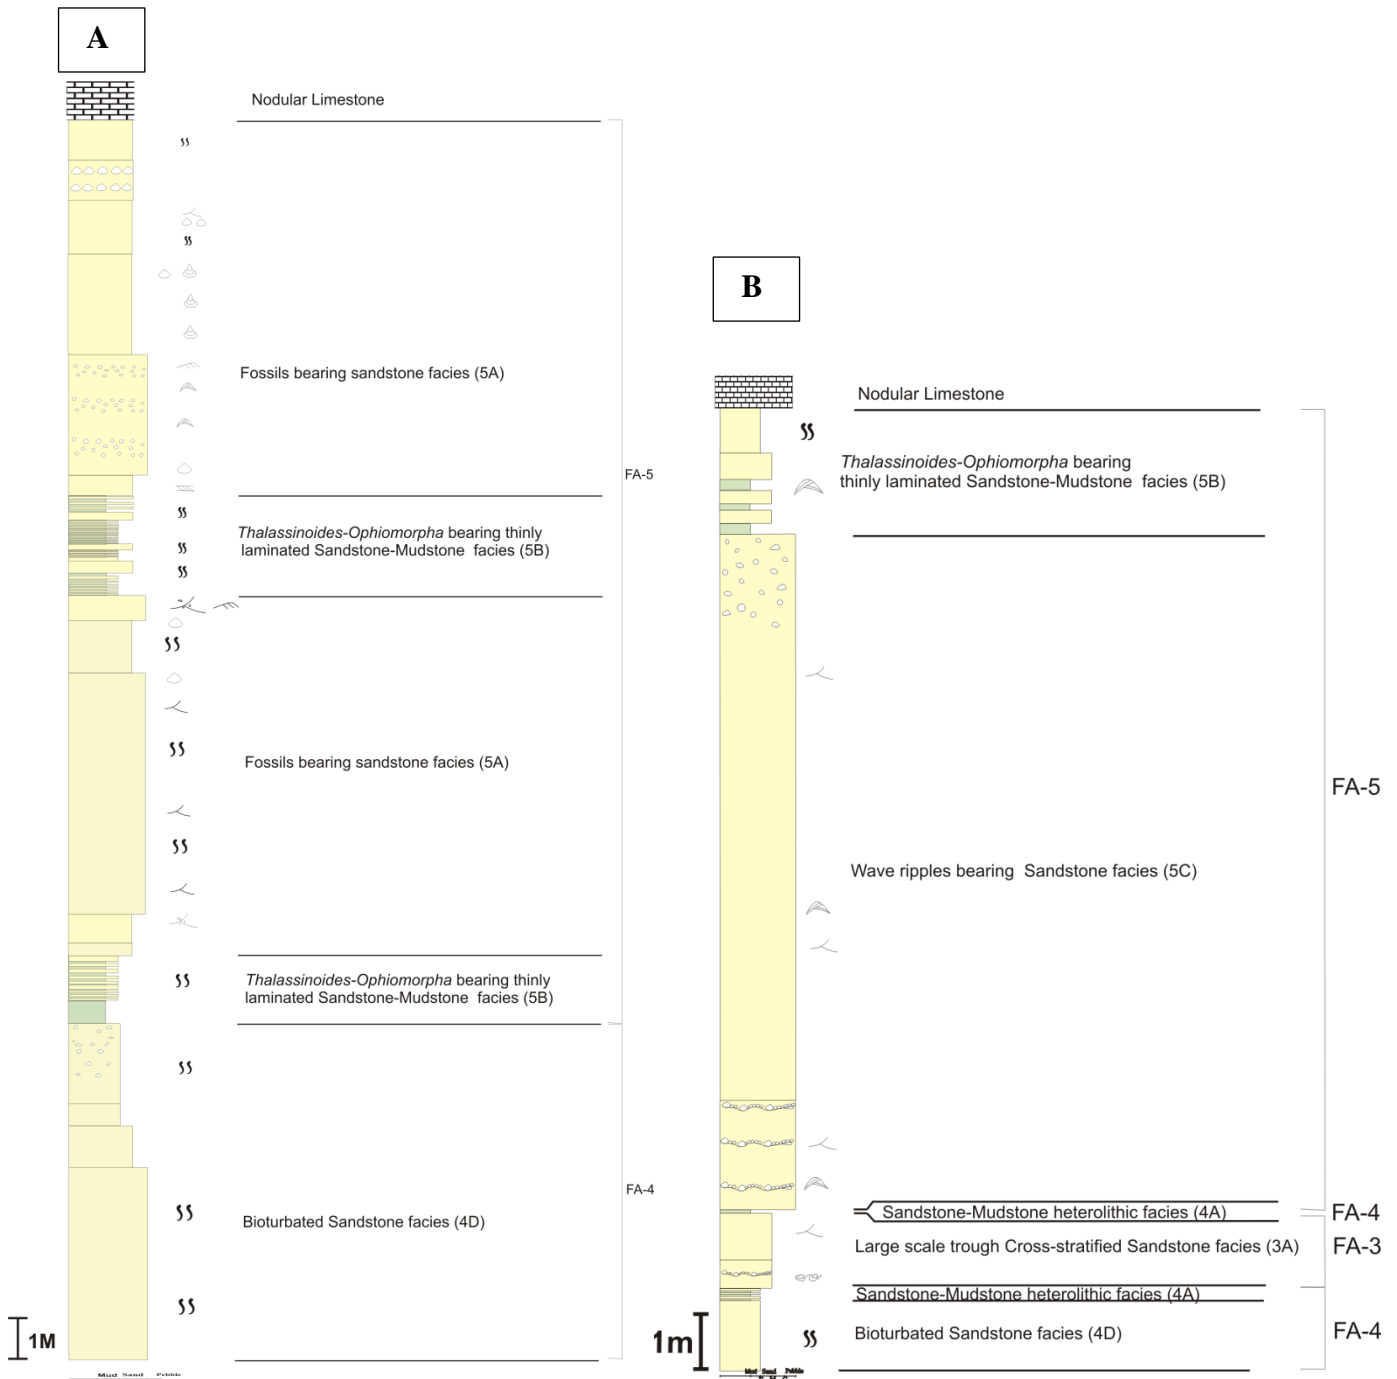 A
Nodular Limestone
Fossils bearing sandstone facies (5A)
FA-5
Thalassinoides-Ophiomorpha bearing thinly
laminated Sandstone-Mudstone facies (5B)
Fossils bearing sandstone facies (5A)
Thalassinoides-Ophiomorpha bearing thinly
laminated Sandstone-Mudstone facies (5B)
FA-4
Bioturbated Sandstone facies (4D)
1M
Mud Sand Pebble
B
Nodular Limestone
Thalassinoides-Ophiomorpha bearing
thinly laminated Sandstone-Mudstone facies (5B)
FA-5
Wave ripples bearing Sandstone facies (5C)
Sandstone-Mudstone heterolithic facies (4A)
FA-4
Large scale trough Cross-stratified Sandstone facies (3A)
FA-3
Sandstone-Mudstone heterolithic facies (4A)
Bioturbated Sandstone facies (4D)
FA-4
1m
Mud Sand Pebble